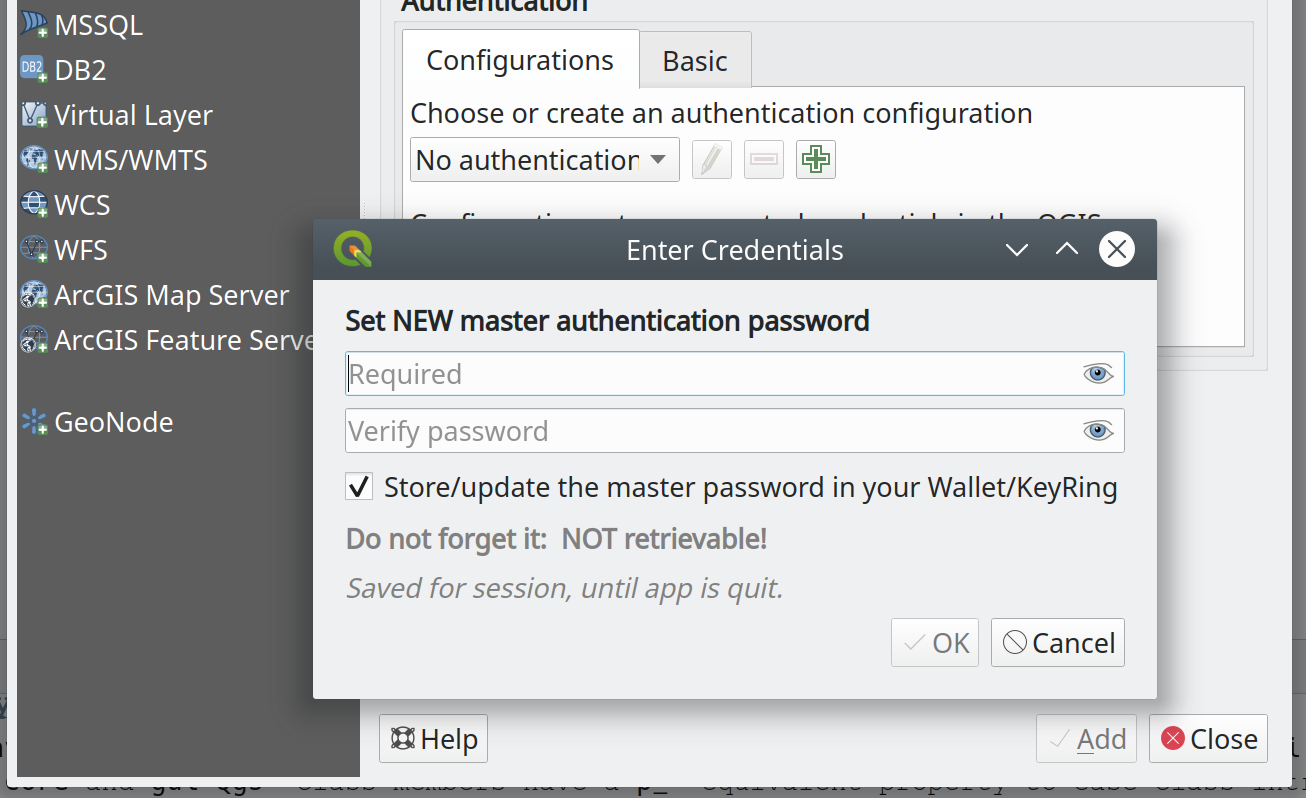 Authentication
MSSQL
DB2
DB2
Virtual Layer
WMS/WMTS
WCS
WFS
ArcGIS Map Server
ArcGIS Feature Serve
GeoNode
Configurations
Basic
Choose or create an authentication configuration
No authentication
Enter Credentials
Set NEW master authentication password
Required
Verify password
Store/update the master password in your Wallet/KeyRing
Do not forget it: NOT retrievable!
Saved for session, until app is quit.
OK
Cancel
Help
Add
Close